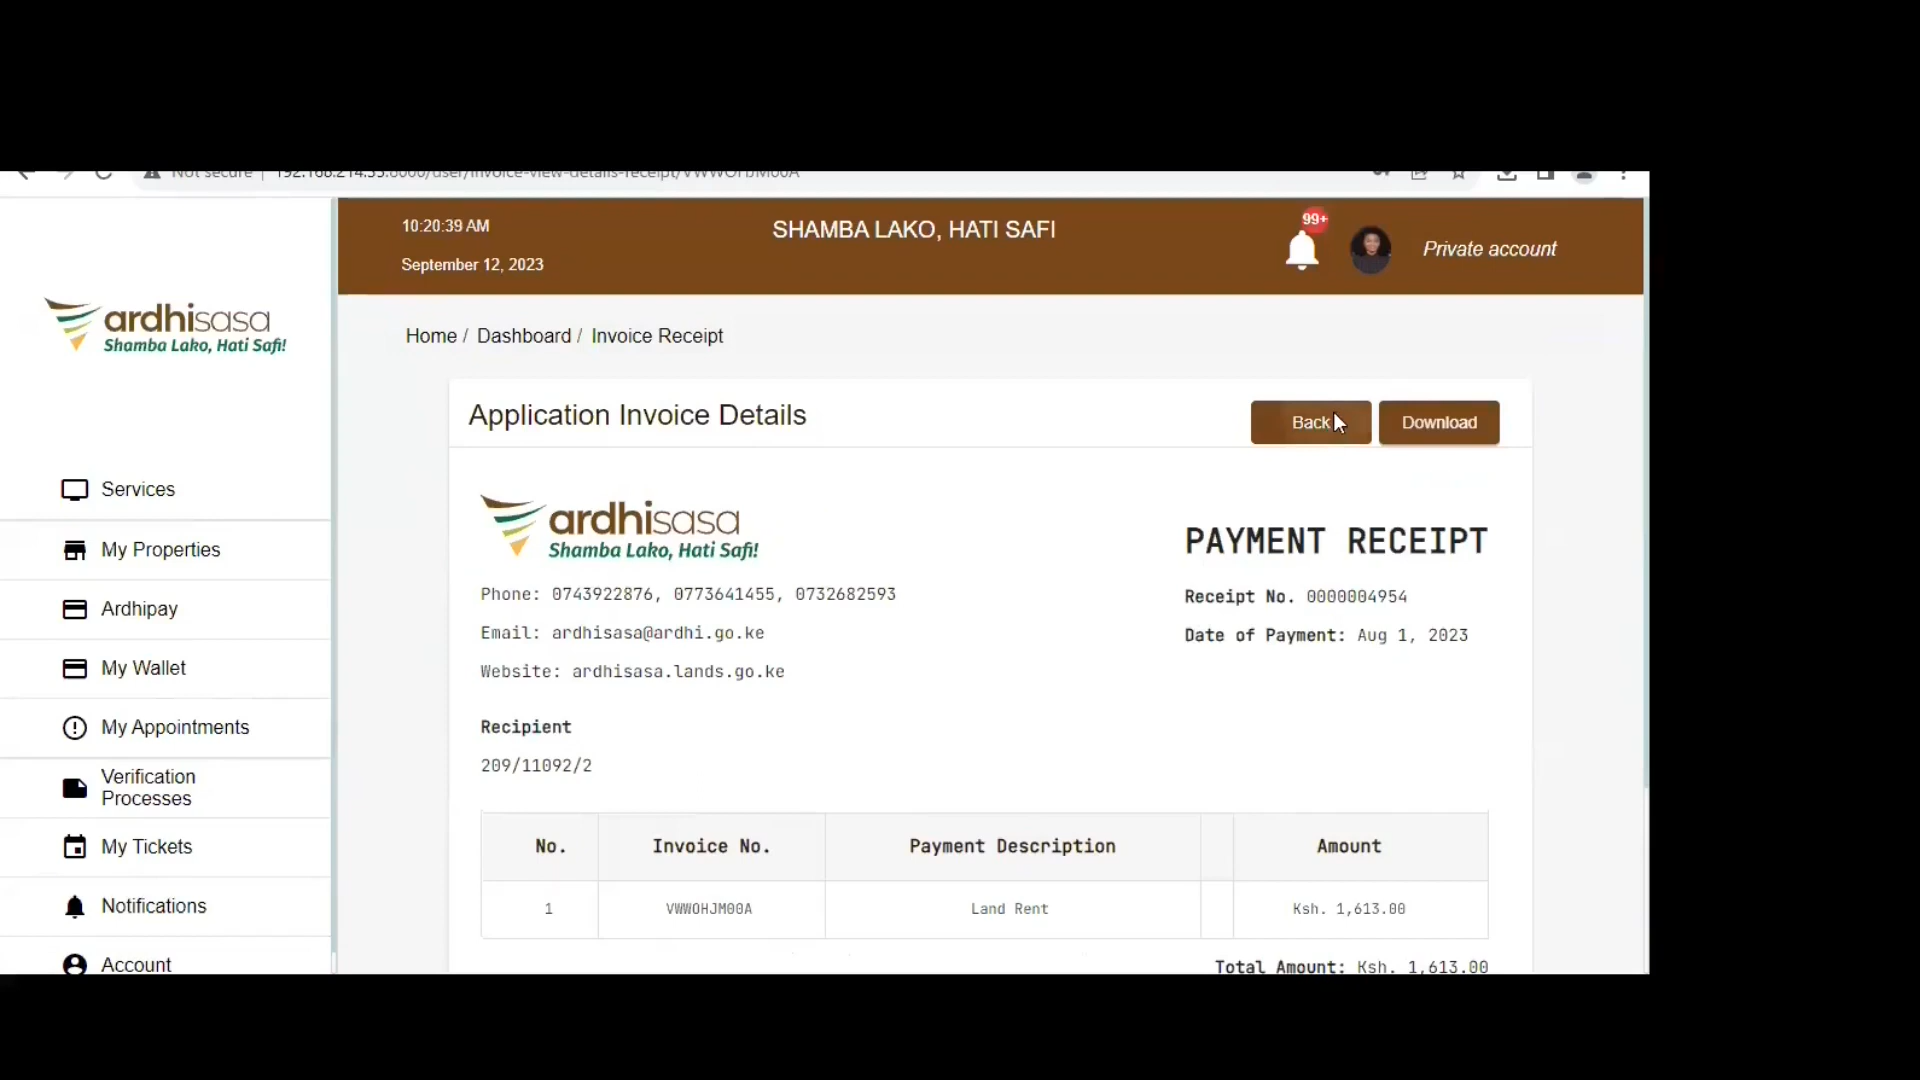 Not secure
10:20:39 AM
SHAMBA LAKO, HATI SAFI
99+
Private account
September 12, 2023
ardhisasa
Shamba Lako, Hati Safi!
Home / Dashboard / Invoice Receipt
Application Invoice Details
Back
Download
Services
My Properties
Ardhipay
My Wallet
My Appointments
Verification
Processes
My Tickets
Notifications
Account
ardhisasa
Shamba Lako, Hati Safi!
PAYMENT RECEIPT
Phone: 0743922876, 0773641455, 0732682593
Receipt No. 0000004954
Email: ardhisasa@ardhi.go.ke
Date of Payment: Aug 1, 2023
Website: ardhisasa.lands.go.ke
Recipient
209/11092/2
No. Invoice No. Payment Description Amount
1 VWWOHJM00A Land Rent Ksh. 1,613.00
Total Amount: Ksh. 1,613.00